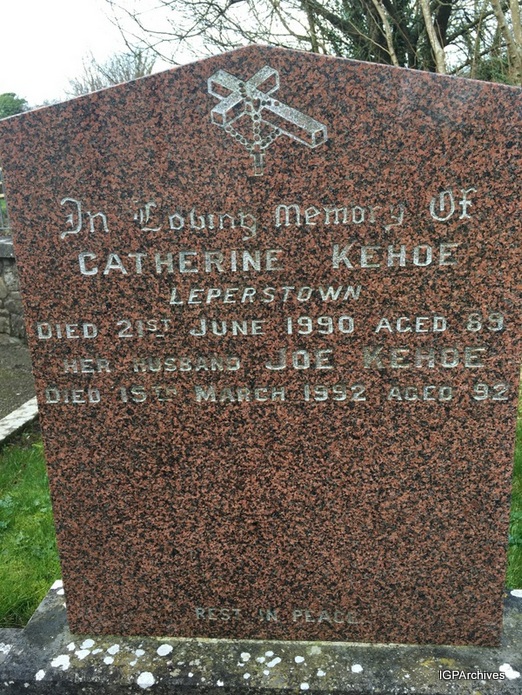 In Loving Memory Of
CATHERINE KEHOE
LEPERSTOWN
DIED 21ST JUNE 1990 AGED 89
HER HUSBAND JOE KEHOE
DIED 15TH MARCH 1992 AGED 92
REST IN PEACE
IGPArchives